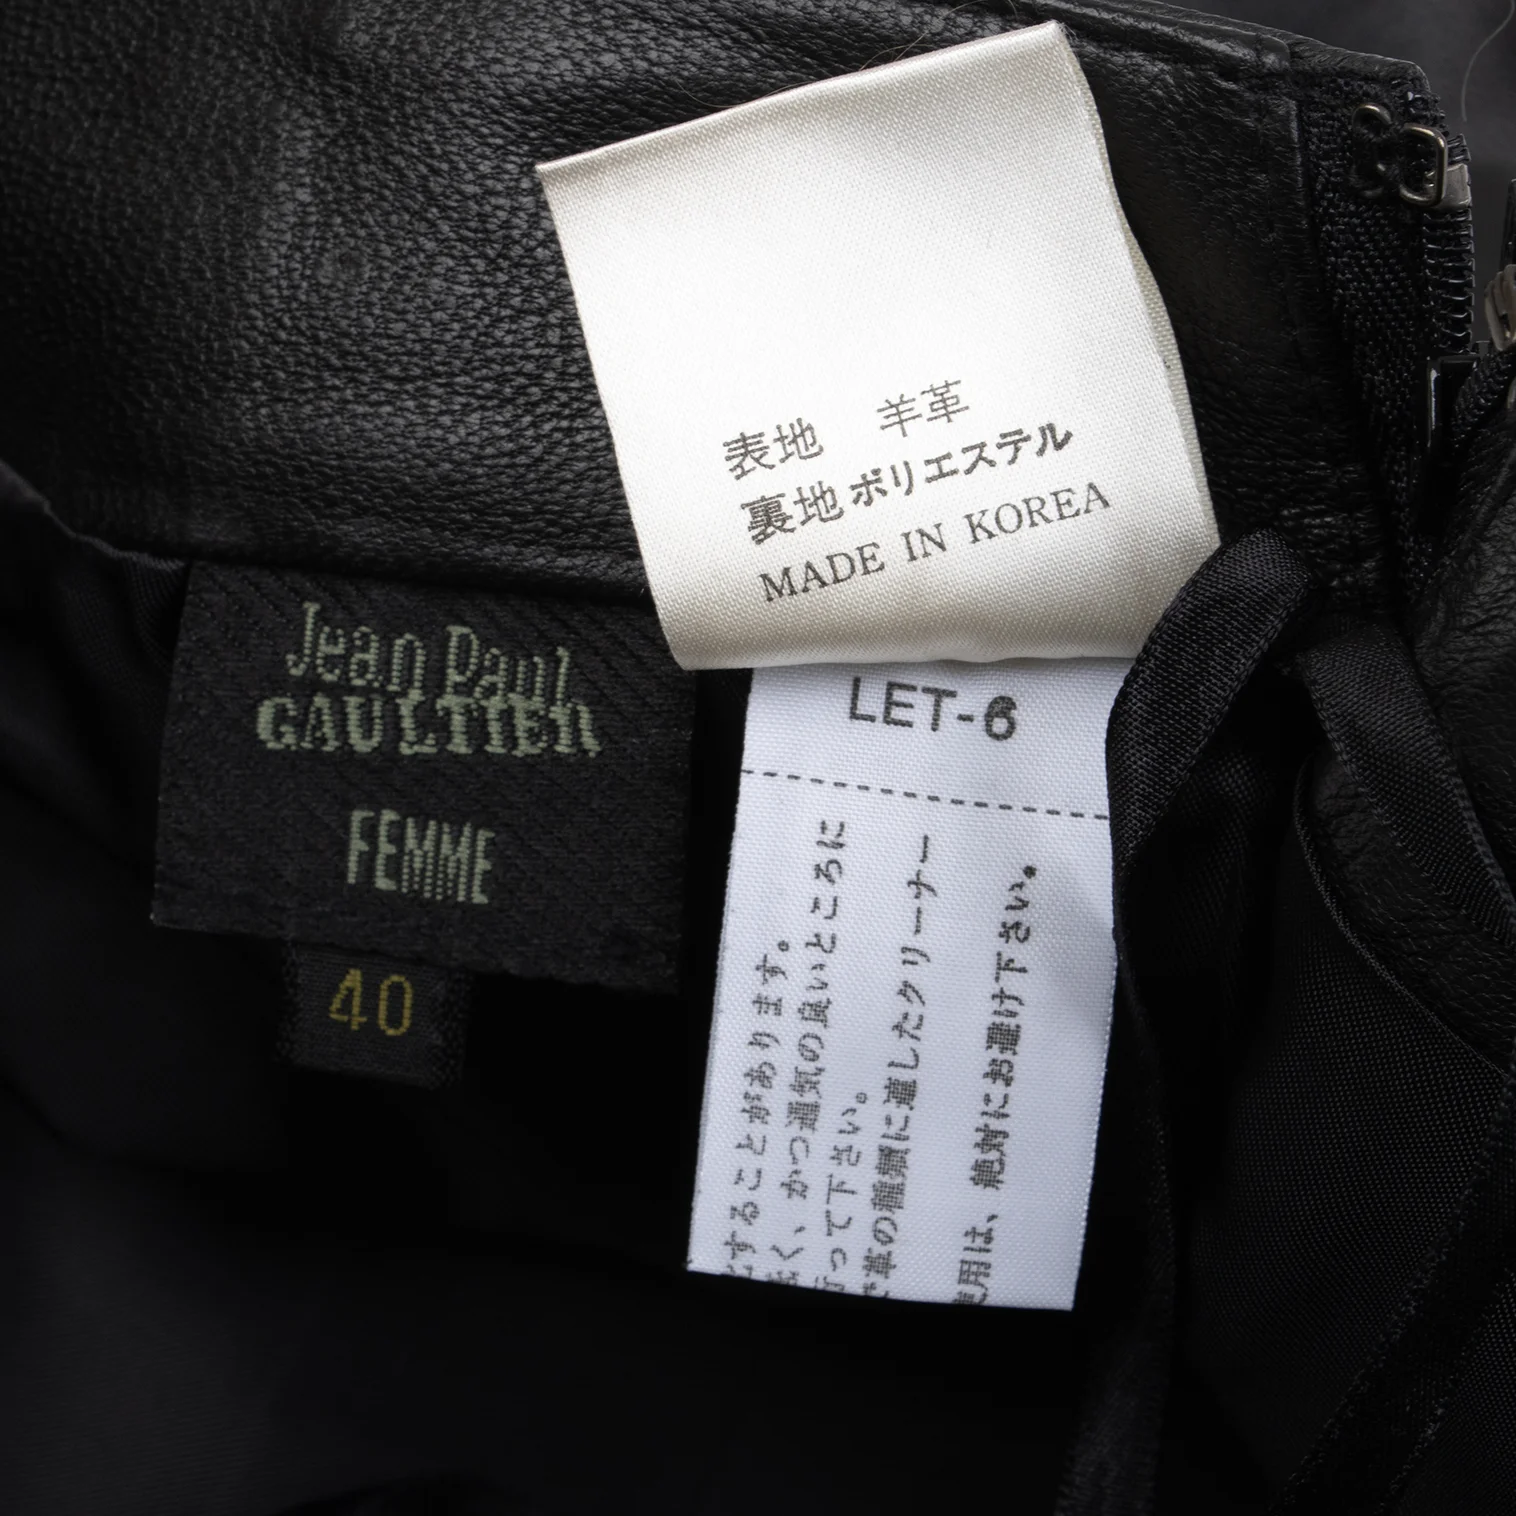 表地 羊革
裏地 ポリエステル
MADE IN KOREA
Jean Paul
GAULTIER
FEMME
40
LET-6
することがあります。
く、かつ通気の良いところに
って下さい。
革の種類に適したクリーナー
用は、絶対にお避け下さい。